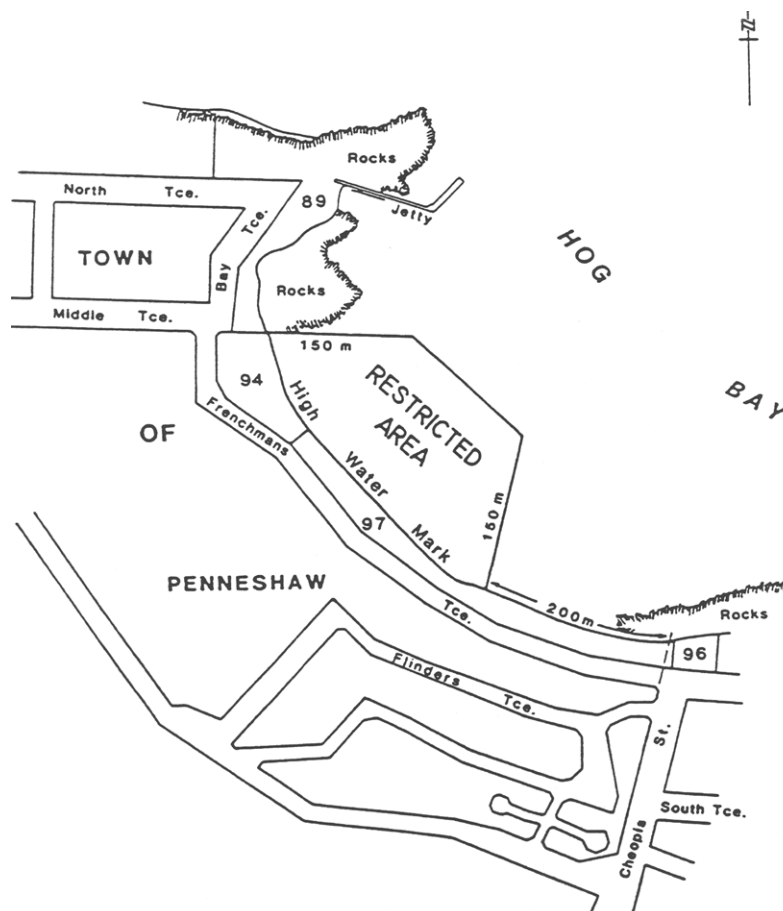 N
Rocks
North Tce.
89
Jetty
Bay Tce.
HOG
TOWN
Rocks
Middle Tce.
150 m
94
RESTRICTED
AREA
High Water Mark
BAY
Frenchmans Tce.
OF
150 m
97
PENNESHAW
200m
Rocks
96
Flinders Tce.
Cheopis St.
South Tce.